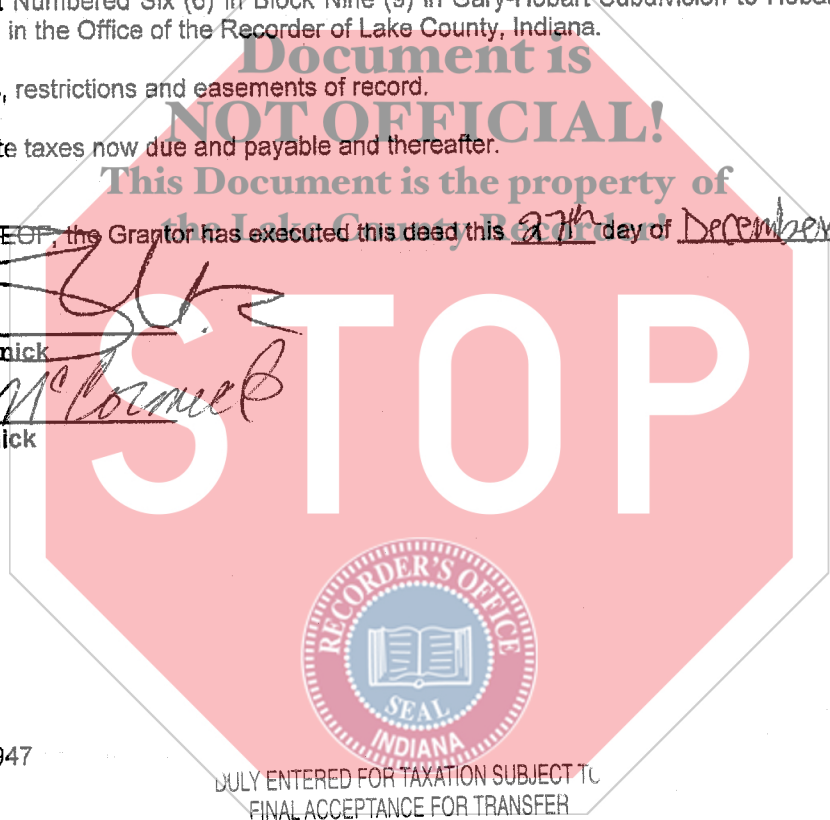 Numbered Six (6) in Block Nine (9) in Gary-Hobart Subdivision to Hobart
in the Office of the Recorder of Lake County, Indiana.
Document is
, restrictions and easements of record.
NOT OFFICIAL!
te taxes now due and payable and thereafter.
This Document is the property of
the Lake County Recorder!
EOF, the Grantor has executed this deed this 27th day of December
nick
McCormick
ick
STOP
RECORDER'S OFFICE
SEAL
INDIANA
947
DULY ENTERED FOR TAXATION SUBJECT TO
FINAL ACCEPTANCE FOR TRANSFER